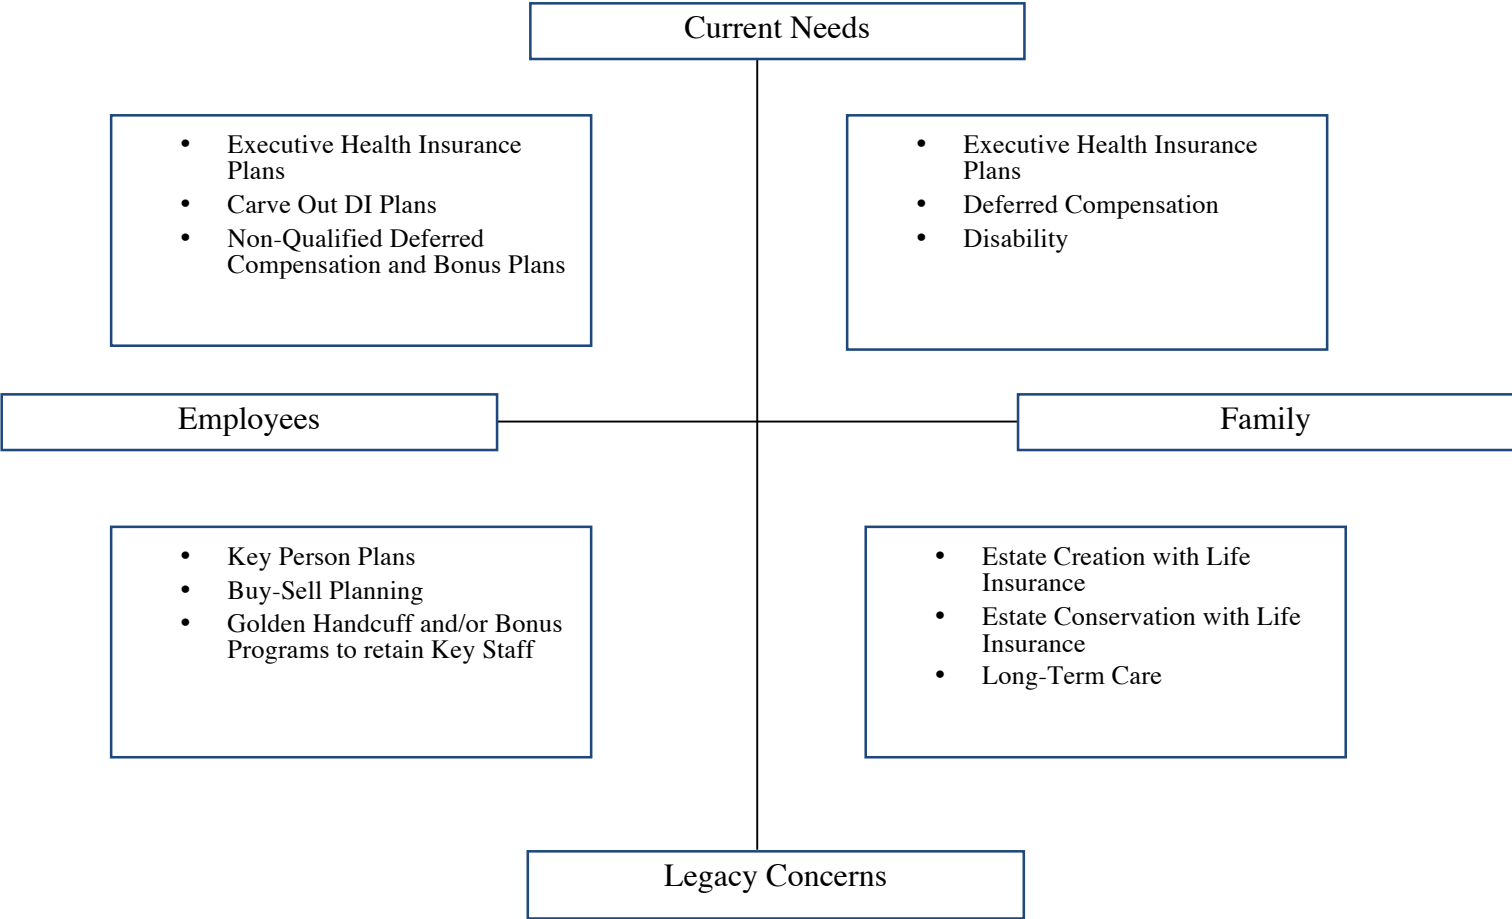 Current Needs
• Executive Health Insurance
Plans
• Carve Out DI Plans
• Non-Qualified Deferred
Compensation and Bonus Plans
• Executive Health Insurance
Plans
• Deferred Compensation
• Disability
Employees
Family
• Key Person Plans
• Buy-Sell Planning
• Golden Handcuff and/or Bonus
Programs to retain Key Staff
• Estate Creation with Life
Insurance
• Estate Conservation with Life
Insurance
• Long-Term Care
Legacy Concerns